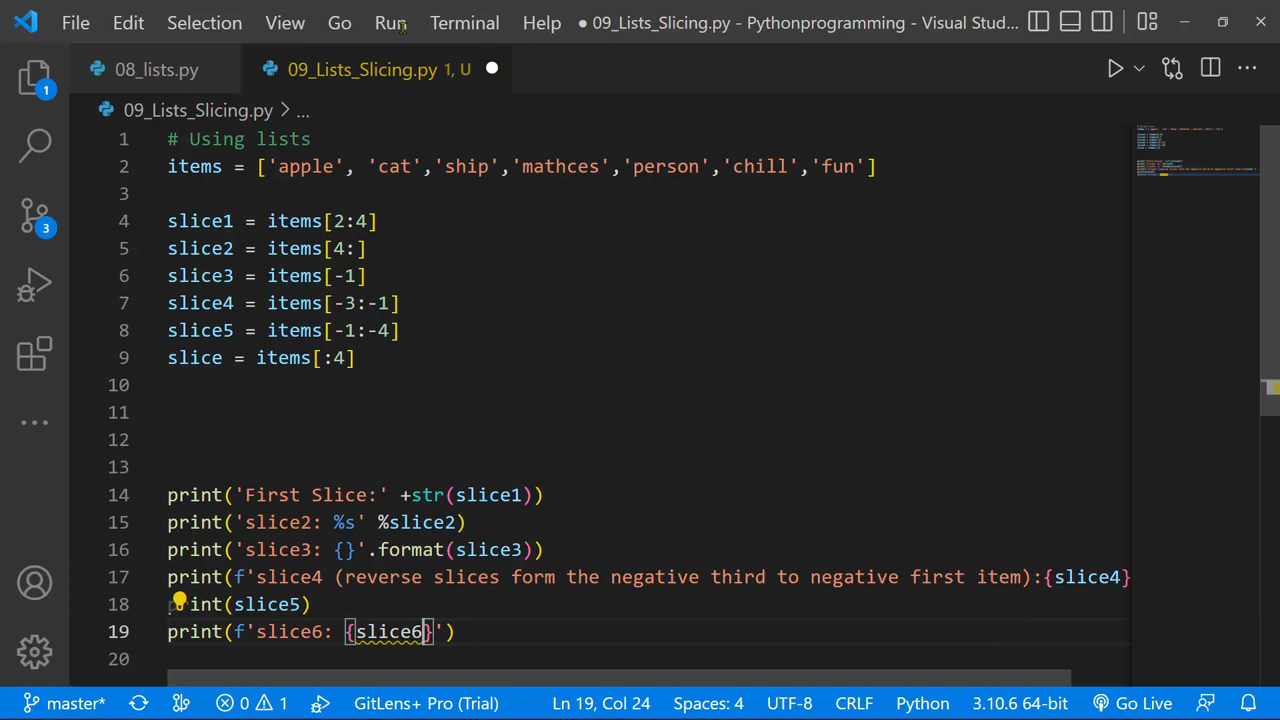 File Edit Selection View Go Run Terminal Help ● 09_Lists_Slicing.py - Pythonprogramming - Visual Stud...
08_lists.py 09_Lists_Slicing.py 1, U
09_Lists_Slicing.py > ...
1
1 # Using lists
2 items = ['apple', 'cat','ship','mathces','person','chill','fun']
3
4 slice1 = items[2:4]
3
5 slice2 = items[4:]
6 slice3 = items[-1]
7 slice4 = items[-3:-1]
8 slice5 = items[-1:-4]
9 slice = items[:4]
10
11
12
13
14 print('First Slice:' +str(slice1))
15 print('slice2: %s' %slice2)
16 print('slice3: {}'.format(slice3))
17 print(f'slice4 (reverse slices form the negative third to negative first item):{slice4}
18 print(slice5)
19 print(f'slice6: {slice6}')
20
master* 0 1 GitLens+ Pro (Trial) Ln 19, Col 24 Spaces: 4 UTF-8 CRLF Python 3.10.6 64-bit Go Live